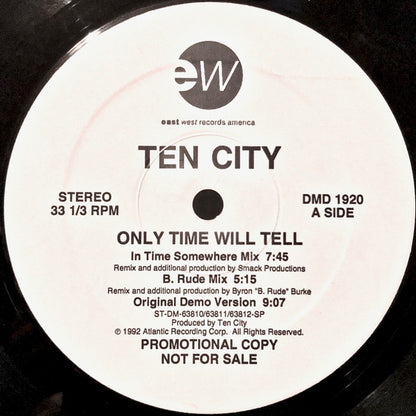 ew
east west records america
TEN CITY
STEREO
33 1/3 RPM
DMD 1920
A SIDE
ONLY TIME WILL TELL
In Time Somewhere Mix 7:45
Remix and additional production by Smack Productions
B. Rude Mix 5:15
Remix and additional production by Byron "B. Rude" Burke
Original Demo Version 9:07
ST-DM-63810/63811/63812-SP
Produced by Ten City
© 1992 Atlantic Recording Corp. All Rights Reserved.
PROMOTIONAL COPY
NOT FOR SALE